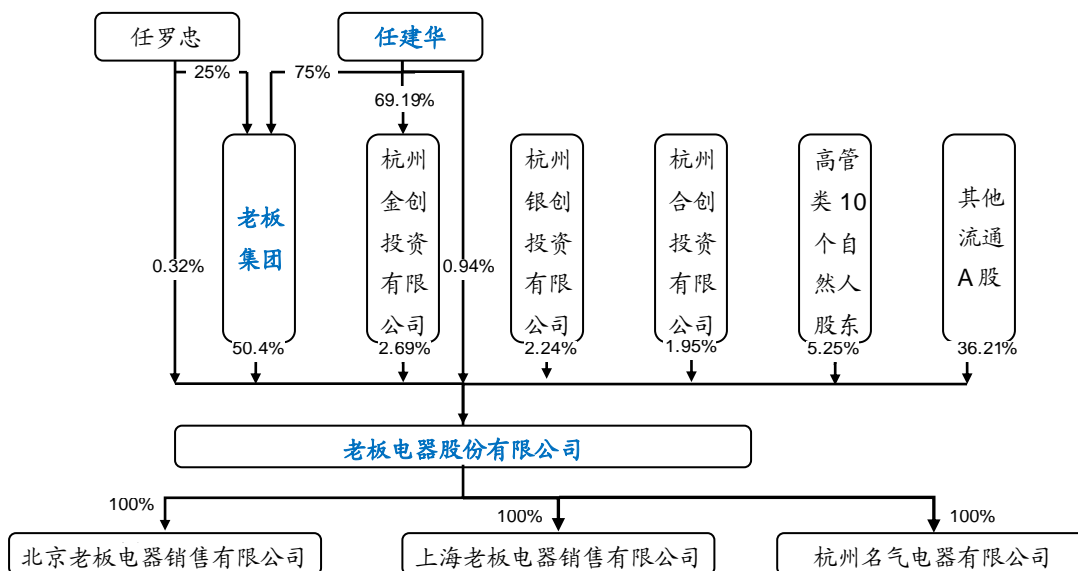 任罗忠
任建华
25%
75%
69.19%
老板
集团
杭州
金创
投资
有限
公司
杭州
银创
投资
有限
公司
杭州
合创
投资
有限
公司
高管
类 10
个自
然人
股东
其他
流通
A 股
0.32%
0.94%
50.4%
2.69%
2.24%
1.95%
5.25%
36.21%
老板电器股份有限公司
100%
100%
100%
北京老板电器销售有限公司
上海老板电器销售有限公司
杭州名气电器有限公司